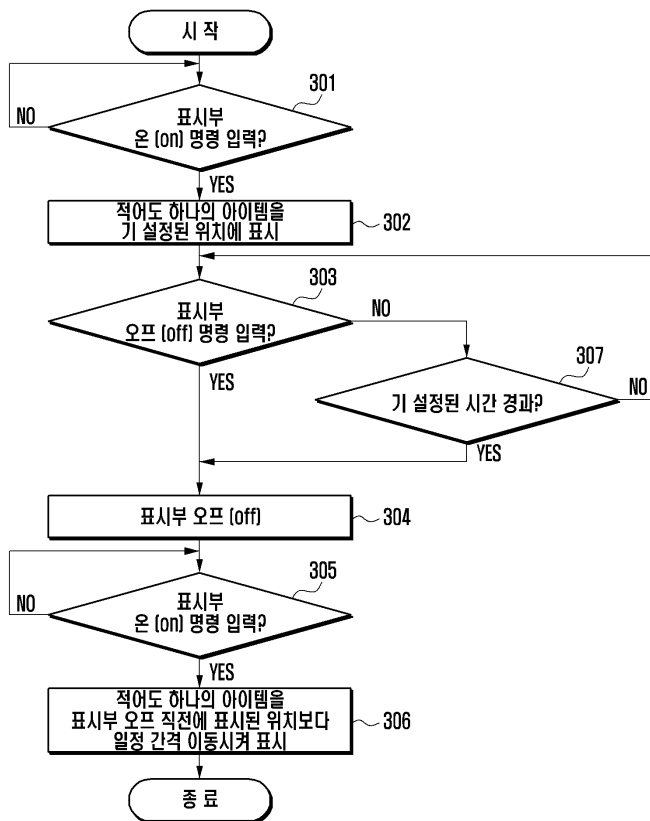 시 작
301
표시부
온 (on) 명령 입력?
NO
YES
적어도 하나의 아이템을
기 설정된 위치에 표시
302
303
표시부
오프 (off) 명령 입력?
NO
YES
307
기 설정된 시간 경과?
NO
YES
표시부 오프 (off)
304
305
표시부
온 (on) 명령 입력?
NO
YES
적어도 하나의 아이템을
표시부 오프 직전에 표시된 위치보다
일정 간격 이동시켜 표시
306
종 료